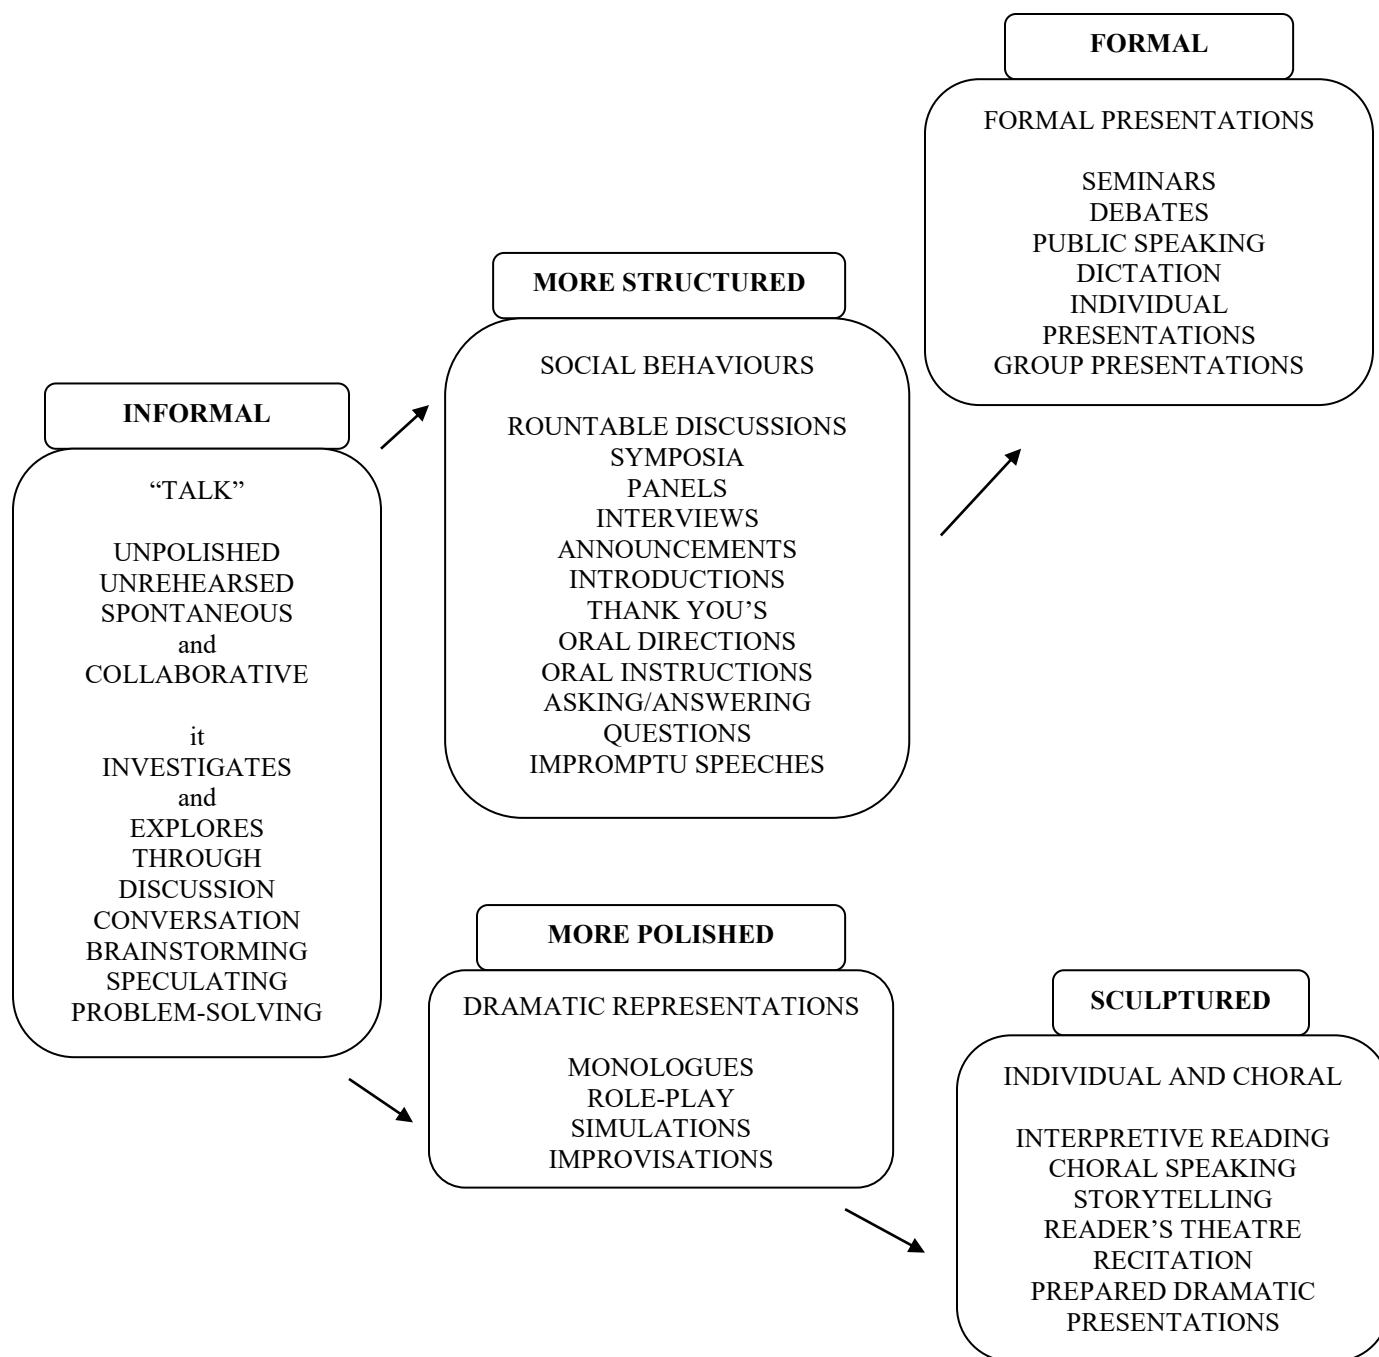 FORMAL
FORMAL PRESENTATIONS
SEMINARS
DEBATES
PUBLIC SPEAKING
DICTATION
INDIVIDUAL
PRESENTATIONS
GROUP PRESENTATIONS
MORE STRUCTURED
SOCIAL BEHAVIOURS
ROUNTABLE DISCUSSIONS
SYMPOSIA
PANELS
INTERVIEWS
ANNOUNCEMENTS
INTRODUCTIONS
THANK YOU’S
ORAL DIRECTIONS
ORAL INSTRUCTIONS
ASKING/ANSWERING
QUESTIONS
IMPROMPTU SPEECHES
INFORMAL
“TALK”
UNPOLISHED
UNREHEARSED
SPONTANEOUS
and
COLLABORATIVE
it
INVESTIGATES
and
EXPLORES
THROUGH
DISCUSSION
CONVERSATION
BRAINSTORMING
SPECULATING
PROBLEM-SOLVING
MORE POLISHED
DRAMATIC REPRESENTATIONS
MONOLOGUES
ROLE-PLAY
SIMULATIONS
IMPROVISATIONS
SCULPTURED
INDIVIDUAL AND CHORAL
INTERPRETIVE READING
CHORAL SPEAKING
STORYTELLING
READER’S THEATRE
RECITATION
PREPARED DRAMATIC
PRESENTATIONS